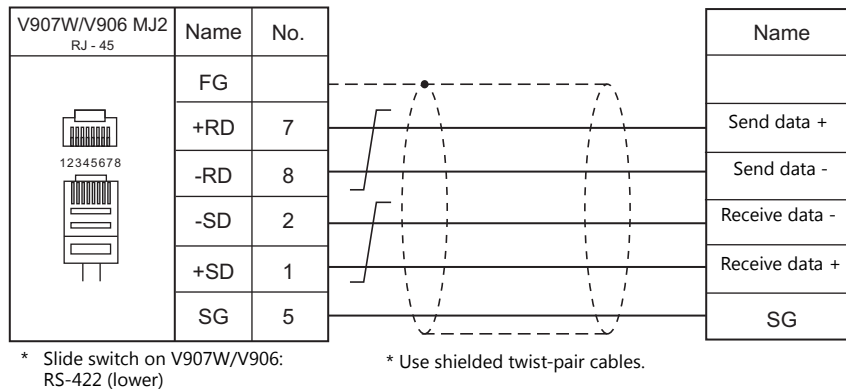 V907W/V906 MJ2
RJ - 45
Name No.
Name
FG
+RD 7 Send data +
12345678
-RD 8 Send data -
-SD 2 Receive data -
+SD 1 Receive data +
SG 5 SG
* Slide switch on V907W/V906:
RS-422 (lower)
* Use shielded twist-pair cables.